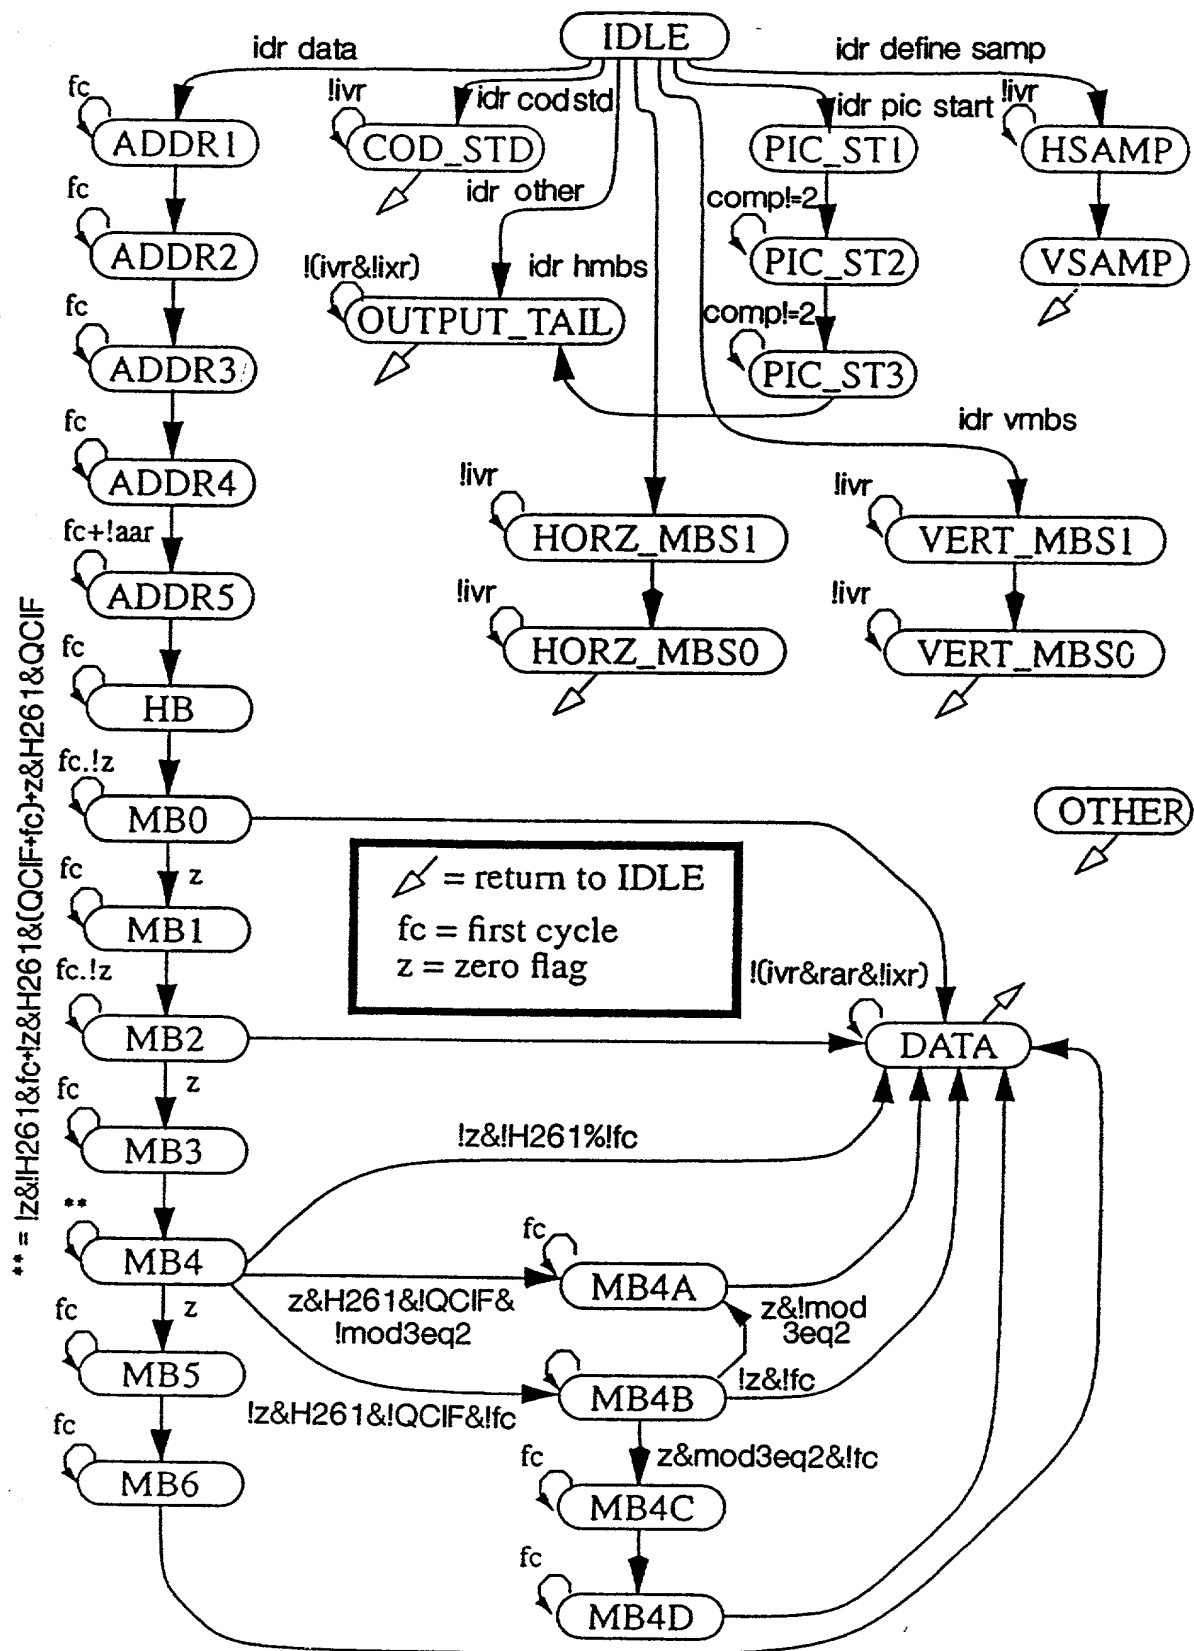 IDLE
idr data
idr define samp
fc
!ivr
idr codstd
idr pic start
!ivr
ADDR1
COD_STD
PIC_ST1
HSAMP
fc
idr other
comp!=2
ADDR2
!(ivr&!ixr)
idr hmbs
PIC_ST2
VSAMP
fc
OUTPUT_TAIL
comp!=2
ADDR3
PIC_ST3
fc
idr vmbs
ADDR4
!ivr
!ivr
fc+!aar
HORZ_MBS1
VERT_MBS1
ADDR5
!ivr
!ivr
fc
HORZ_MBS0
VERT_MBS0
HB
fc.!z
MB0
OTHER
fc
z
= return to IDLE
fc = first cycle
z = zero flag
MB1
fc.!z
!(ivr&rar&!ixr)
MB2
DATA
fc
z
!z&!H261%!fc
MB3
**
fc
MB4
MB4A
z&H261&!QCIF&
!mod3eq2
z&!mod
3eq2
fc
z
MB5
!z&H261&!QCIF&!fc
MB4B
!z&!fc
fc
z&mod3eq2&!fc
MB6
fc
MB4C
fc
MB4D
** = !z&!H261&fc+!z&H261&(QCIF+fc)+z&H261&QCIF